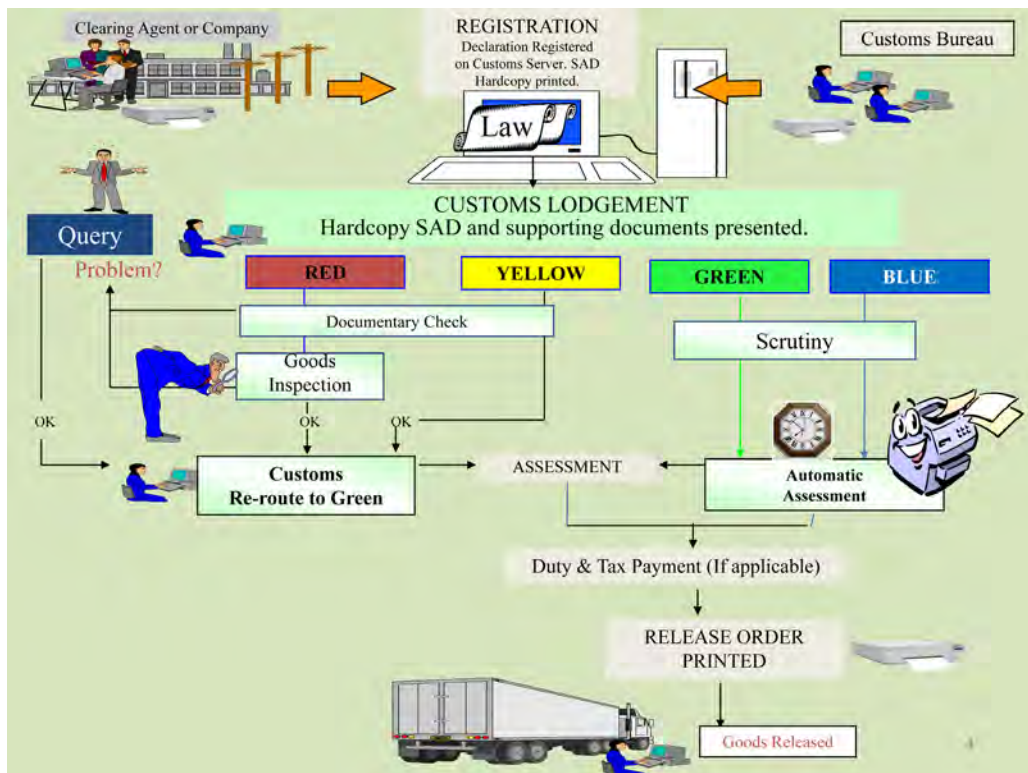 Clearing Agent or Company
REGISTRATION
Declaration Registered
on Customs Server. SAD
Hardcopy printed.
Customs Bureau
Law
CUSTOMS LODGEMENT
Hardcopy SAD and supporting documents presented.
Query
Problem?
RED
YELLOW
GREEN
BLUE
Documentary Check
Scrutiny
Goods
Inspection
OK
OK
OK
Customs
Re-route to Green
ASSESSMENT
Automatic
Assessment
Duty & Tax Payment (If applicable)
RELEASE ORDER
PRINTED
Goods Released
4